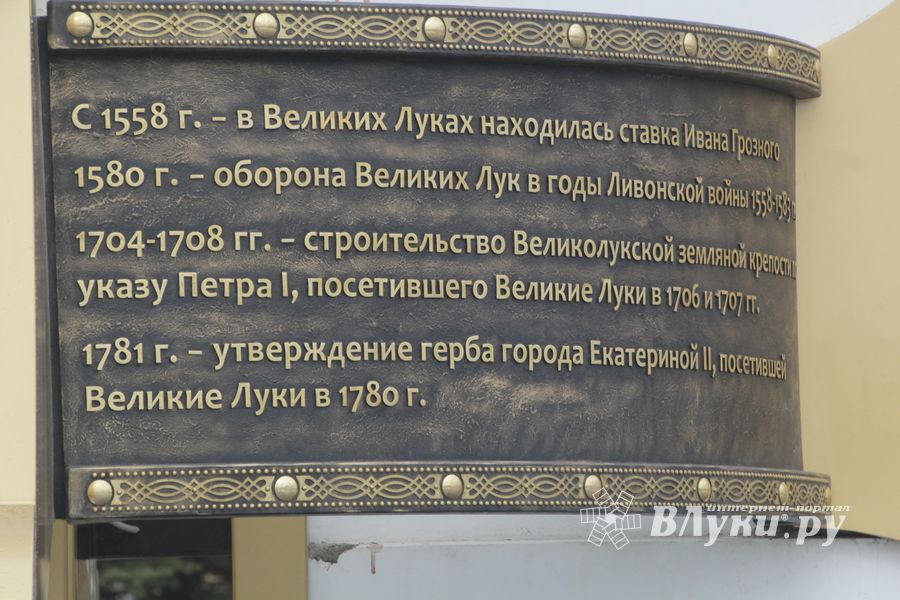 С 1558 г. – в Великих Луках находилась ставка Ивана Грозного
1580 г. – оборона Великих Лук в годы Ливонской войны 1558-1583
1704-1708 гг. – строительство Великолукской земляной крепости
указу Петра I, посетившего Великие Луки в 1706 и 1707 гг.
1781 г. – утверждение герба города Екатериной II, посетившей
Великие Луки в 1780 г.
интернет-портал
ВЛуки®.ру